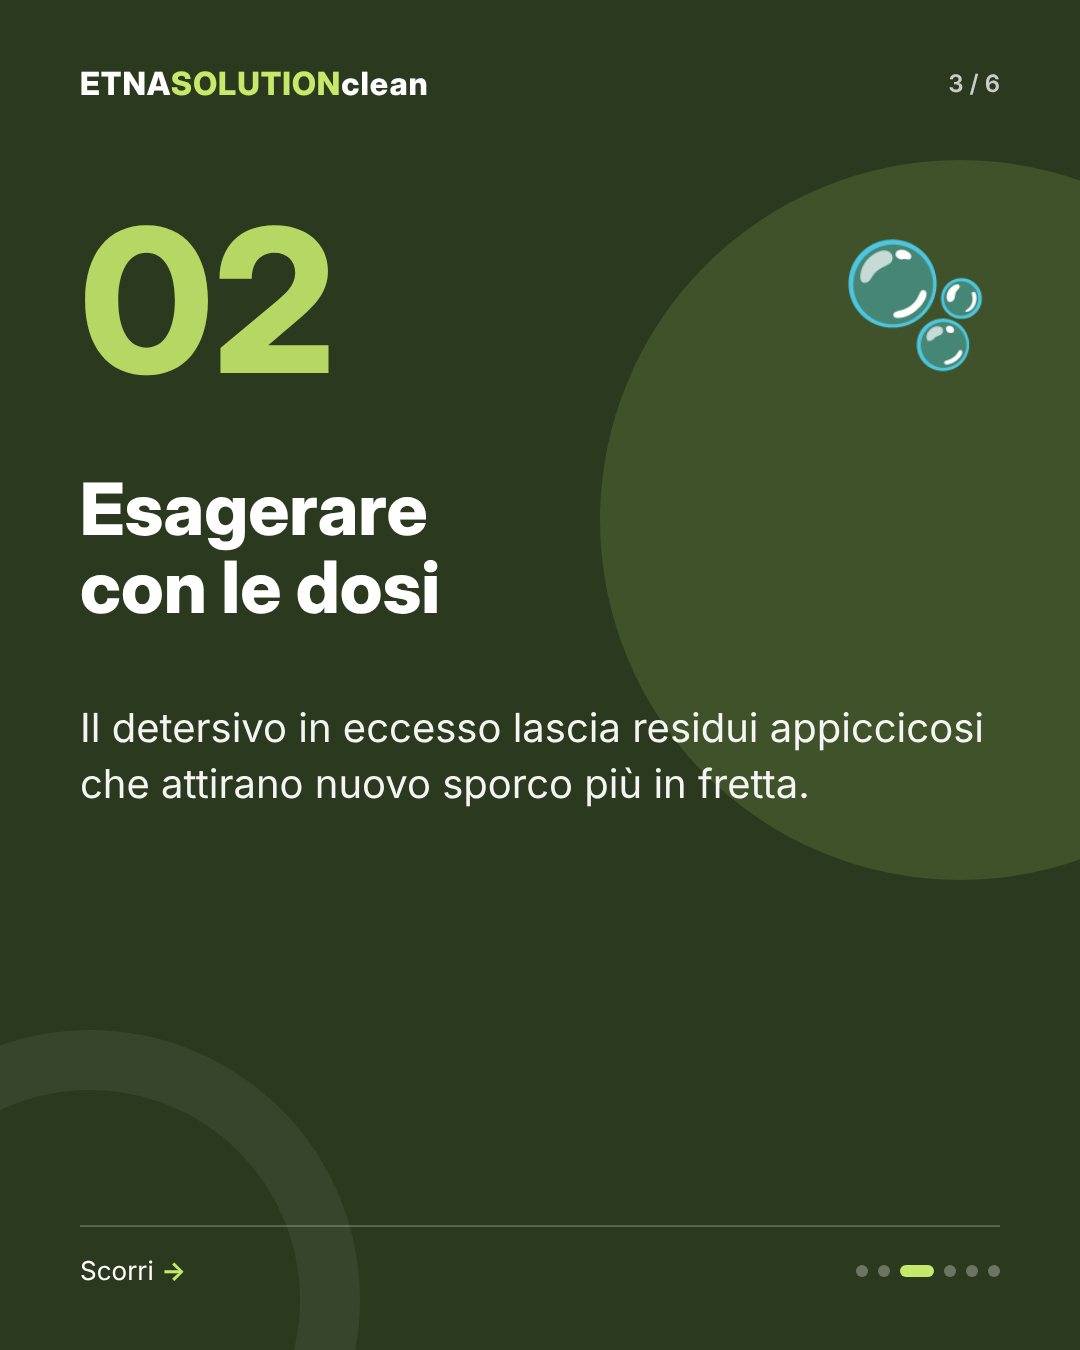 ETNASOLUTIONclean
3 / 6
02
Esagerare
con le dosi
Il detersivo in eccesso lascia residui appiccicosi
che attirano nuovo sporco più in fretta.
Scorri →